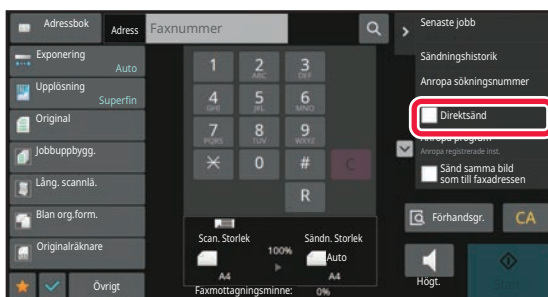 Adressbok
Adress
Faxnummer
Exponering
Auto
Upplösning
Superfin
Original
Jobbuppbygg.
Lång. scannlä.
Blan org.form.
Originalräknare
Övrigt
1
2
ABC
3
DEF
4
GHI
5
JKL
6
MNO
7
PQRS
8
TUV
9
WXYZ
0
#
C
R
Scan. Storlek
100%
Sändn. Storlek
Auto
A4
A4
Faxmottagningsminne: 0%
Senaste jobb
Sändningshistorik
Anropa sökningsnummer
Direktsänd
Anropa program
Anropa registrerade inst.
Sänd samma bild
som till faxadressen
Förhandsgr.
CA
Högt.
Start